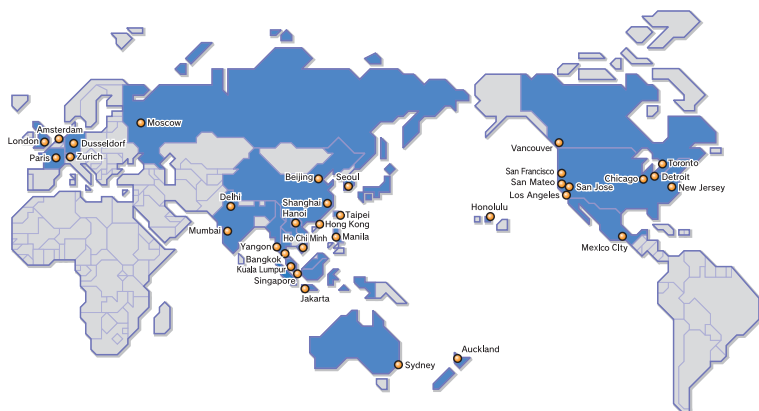 Amsterdam
London
Dusseldorf
Paris
Zurich
Moscow
Beijing
Seoul
Delhi
Shanghai
Hanoi
Taipei
Hong Kong
Mumbai
Ho Chi Minh
Manila
Yangon
Bangkok
Kuala Lumpur
Singapore
Jakarta
Sydney
Auckland
Honolulu
Vancouver
San Francisco
San Mateo
San Jose
Los Angeles
Chicago
Toronto
Detroit
New Jersey
Mexico CIty